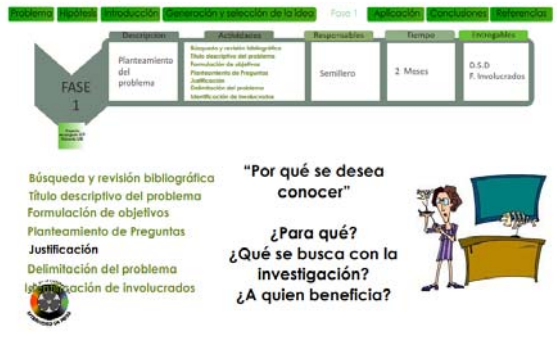 Problema Hipótesis Introducción Generación y selección de la idea Fase 1 Aplicación Conclusiones Referencias
Descripción Actividades Responsables Tiempo Entregables
FASE
1
Planteamiento
del
problema
Búsqueda y revisión bibliográfica
Título descriptivo del problema
Formulación de objetivos
Planteamiento de Preguntas
Justificación
Delimitación del problema
Identificación de involucrados
Semillero
2 Meses
D.S.D
F. Involucrados
Búsqueda y revisión bibliográfica
Título descriptivo del problema
Formulación de objetivos
Planteamiento de Preguntas
Justificación
Delimitación del problema
de involucrados
“Por qué se desea
conocer”
¿Para qué?
¿Qué se busca con la
investigación?
¿A quien beneficia?